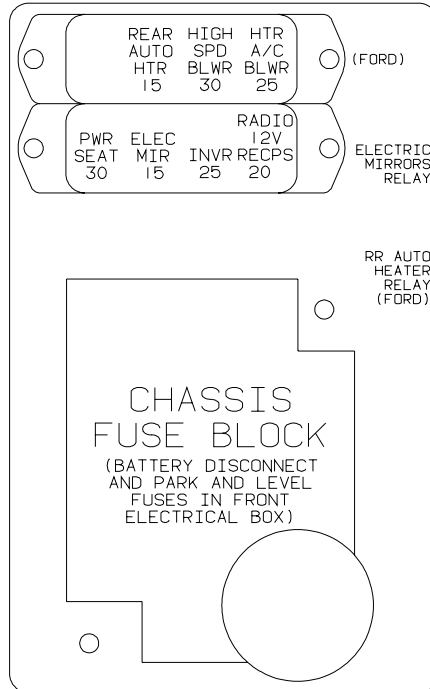 REAR HIGH HTR
AUTO SPD A/C
HTR BLWR BLWR
15 30 25
(FORD)
RADIO
PWR ELEC 12V
SEAT MIR INVR RECPS
30 15 25 20
ELECTRIC
MIRRORS
RELAY
RR AUTO
HEATER
RELAY
(FORD)
CHASSIS
FUSE BLOCK
(BATTERY DISCONNECT
AND PARK AND LEVEL
FUSES IN FRONT
ELECTRICAL BOX)